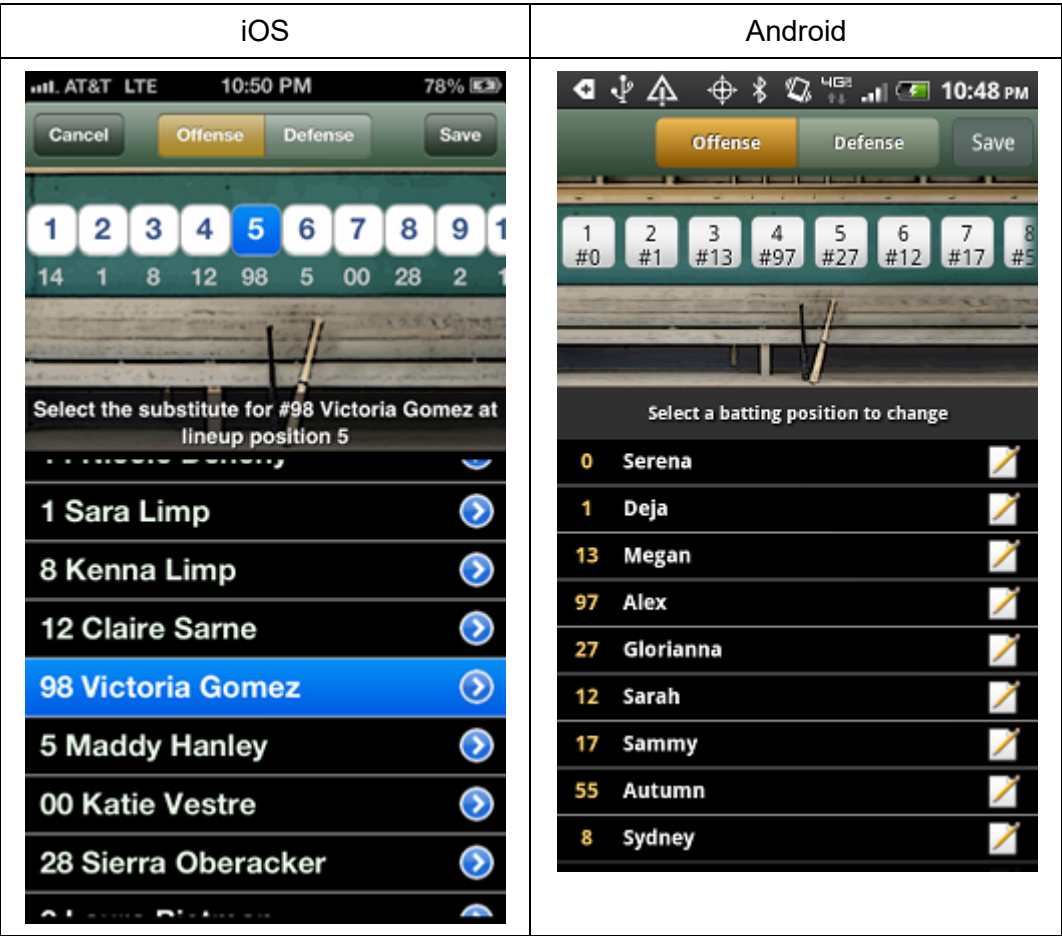 iOS
Android
AT&T LTE 10:50 PM 78%
Cancel Offense Defense Save
1 2 3 4 5 6 7 8 9 1
14 1 8 12 98 5 00 28 2
Select the substitute for #98 Victoria Gomez at
lineup position 5
1 Sara Limp
8 Kenna Limp
12 Claire Sarne
98 Victoria Gomez
5 Maddy Hanley
00 Katie Vestre
28 Sierra Oberacker
4G 10:48 PM
Offense Defense Save
1 2 3 4 5 6 7 8
#0 #1 #13 #97 #27 #12 #17 #5
Select a batting position to change
0 Serena
1 Deja
13 Megan
97 Alex
27 Glorianna
12 Sarah
17 Sammy
55 Autumn
8 Sydney